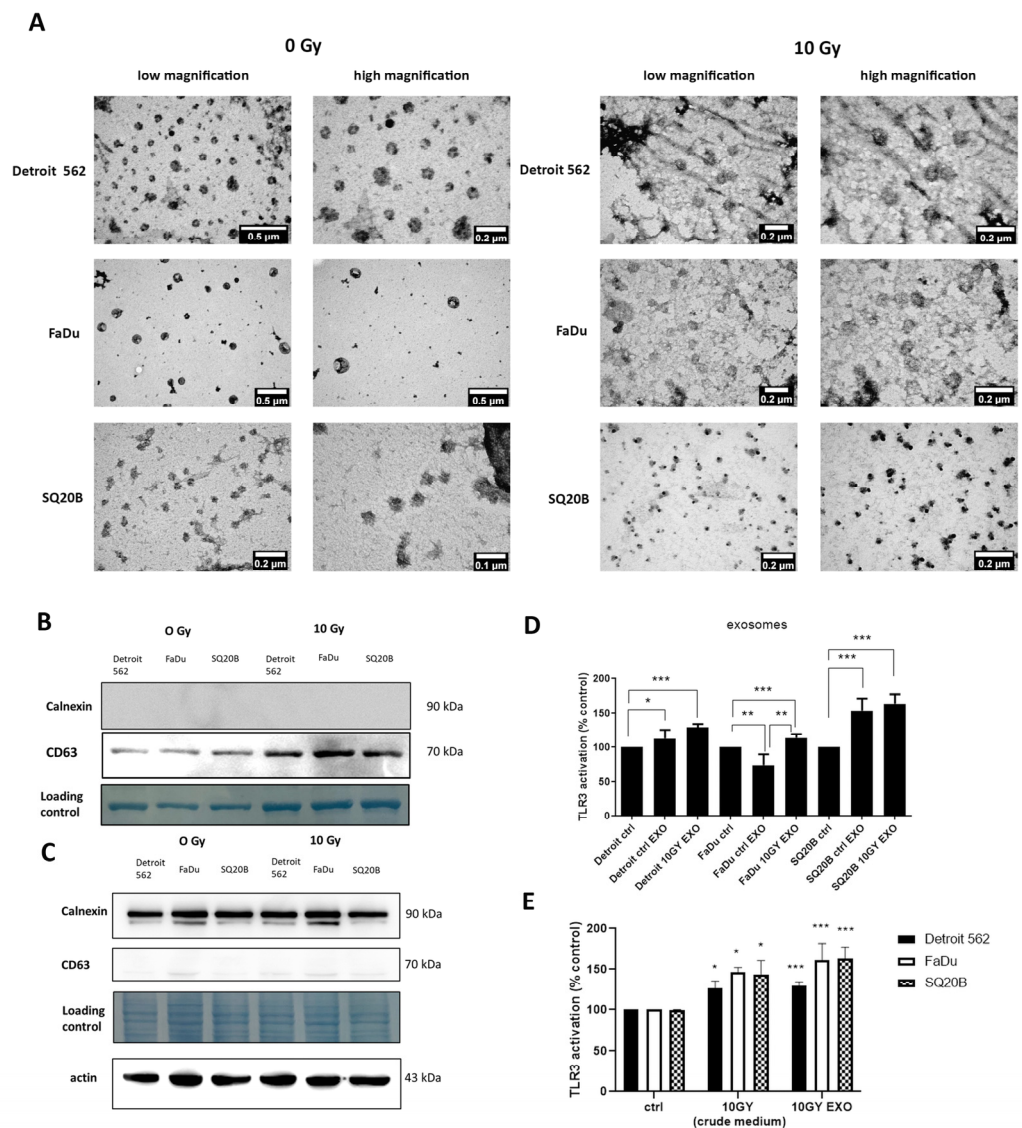 A
0 Gy
10 Gy
low magnification
high magnification
low magnification
high magnification
Detroit 562
0.5 µm
0.2 µm
Detroit 562
0.2 µm
0.2 µm
FaDu
0.5 µm
0.5 µm
FaDu
0.2 µm
0.2 µm
SQ20B
0.2 µm
0.1 µm
SQ20B
0.2 µm
0.2 µm
B
O Gy
10 Gy
Detroit
562
FaDu
SQ20B
Detroit
562
FaDu
SQ20B
Calnexin
90 kDa
CD63
70 kDa
Loading
control
C
O Gy
10 Gy
Detroit
562
FaDu
SQ20B
Detroit
562
FaDu
SQ20B
Calnexin
90 kDa
CD63
70 kDa
Loading
control
actin
43 kDa
D
exosomes
TLR3 activation (% control)
200
150
100
50
0
*
***
**
**
***
***
***
Detroit ctrl
Detroit ctrl EXO
Detroit 10GY EXO
FaDu ctrl
FaDu ctrl EXO
FaDu 10GY EXO
SQ20B ctrl
SQ20B ctrl EXO
SQ20B 10GY EXO
E
TLR3 activation (% control)
200
150
100
50
0
* * *
*** *** ***
ctrl
10GY
(crude medium)
10GY EXO
Detroit 562
FaDu
SQ20B